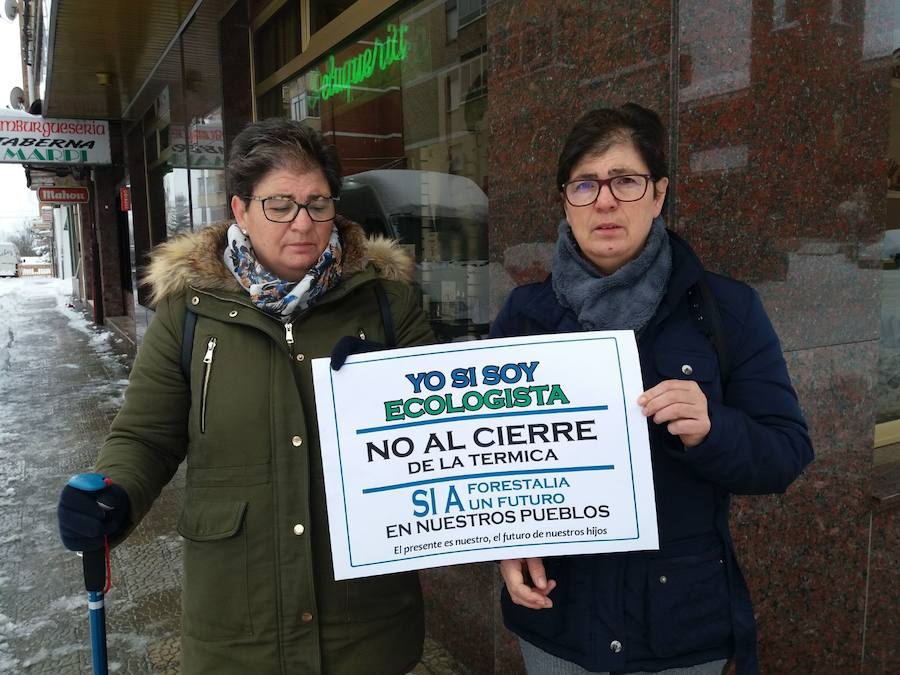 HAMBURGUESERIA
TABERNA
MARPI
Mahou
YO SI SOY
ECOLOGISTA
NO AL CIERRE
DE LA TERMICA
SI A FORESTALIA
UN FUTURO
EN NUESTROS PUEBLOS
El presente es nuestro, el futuro de nuestros hijos